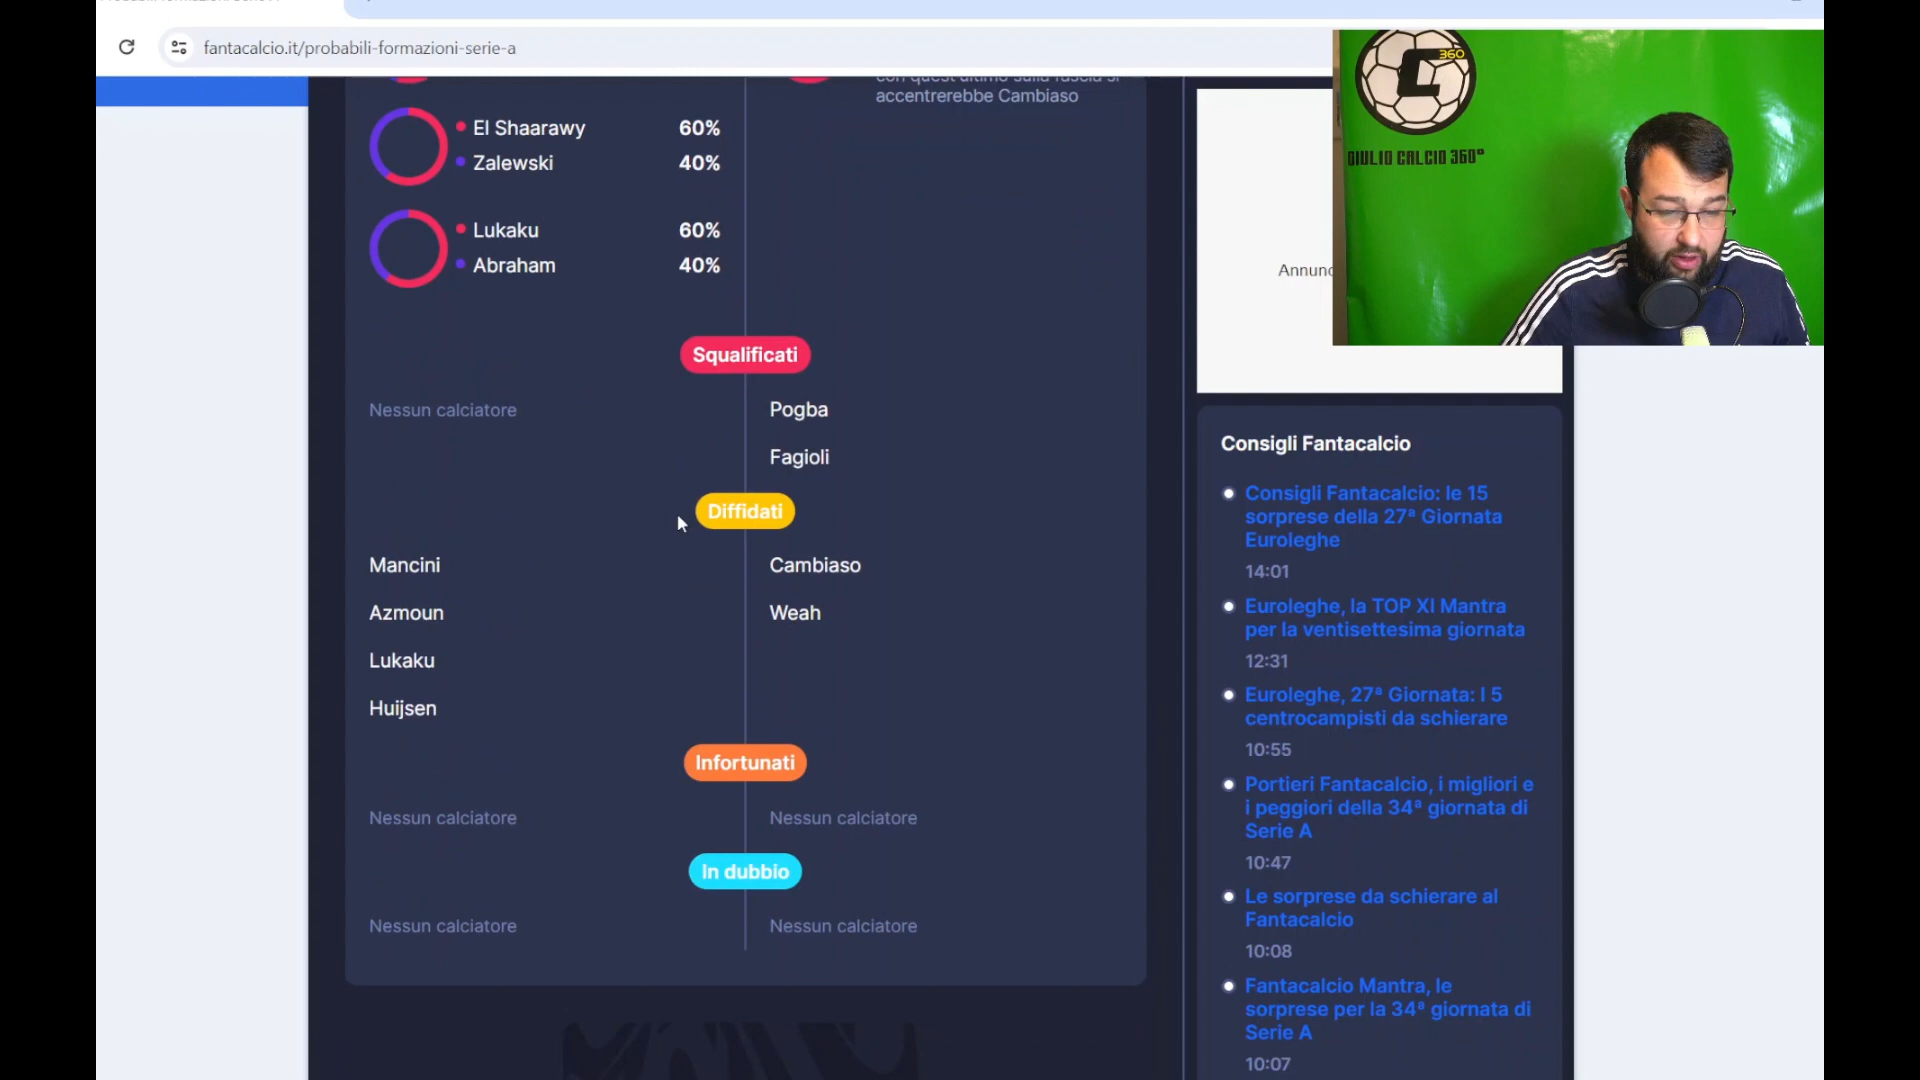 fantacalcio.it/probabili-formazioni-serie-a
accentrerebbe Cambiaso
El Shaarawy 60%
Zalewski 40%
Lukaku 60%
Abraham 40%
Squalificati
Nessun calciatore
Pogba
Fagioli
Diffidati
Mancini
Cambiaso
Azmoun
Weah
Lukaku
Huijsen
Infortunati
Nessun calciatore
Nessun calciatore
In dubbio
Nessun calciatore
Nessun calciatore
C 360
GIULIO CALCIO 360°
Consigli Fantacalcio
Consigli Fantacalcio: le 15
sorprese della 27ª Giornata
Euroleghe
14:01
Euroleghe, la TOP XI Mantra
per la ventisettesima giornata
12:31
Euroleghe, 27ª Giornata: I 5
centrocampisti da schierare
10:55
Portieri Fantacalcio, i migliori e
i peggiori della 34ª giornata di
Serie A
10:47
Le sorprese da schierare al
Fantacalcio
10:08
Fantacalcio Mantra, le
sorprese per la 34ª giornata di
Serie A
10:07